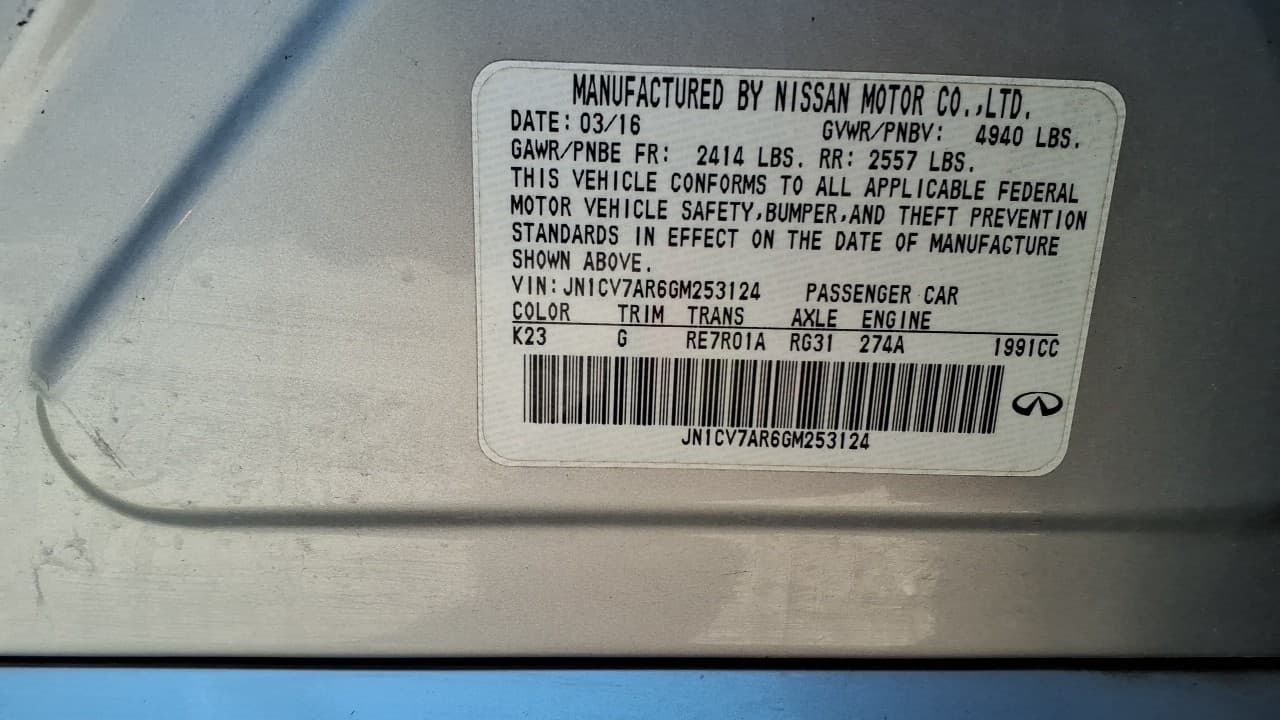 MANUFACTURED BY NISSAN MOTOR CO.,LTD.
DATE: 03/16 GVWR/PNBV: 4940 LBS.
GAWR/PNBE FR: 2414 LBS. RR: 2557 LBS.
THIS VEHICLE CONFORMS TO ALL APPLICABLE FEDERAL
MOTOR VEHICLE SAFETY,BUMPER,AND THEFT PREVENTION
STANDARDS IN EFFECT ON THE DATE OF MANUFACTURE
SHOWN ABOVE.
VIN: JN1CV7AR6GM253124 PASSENGER CAR
COLOR TRIM TRANS AXLE ENGINE
K23 G RE7R01A RG31 274A 1991CC
JN1CV7AR6GM253124